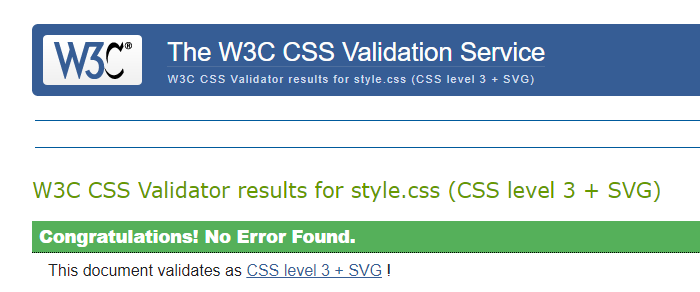 W3C®
The W3C CSS Validation Service
W3C CSS Validator results for style.css (CSS level 3 + SVG)
W3C CSS Validator results for style.css (CSS level 3 + SVG)
Congratulations! No Error Found.
This document validates as CSS level 3 + SVG !